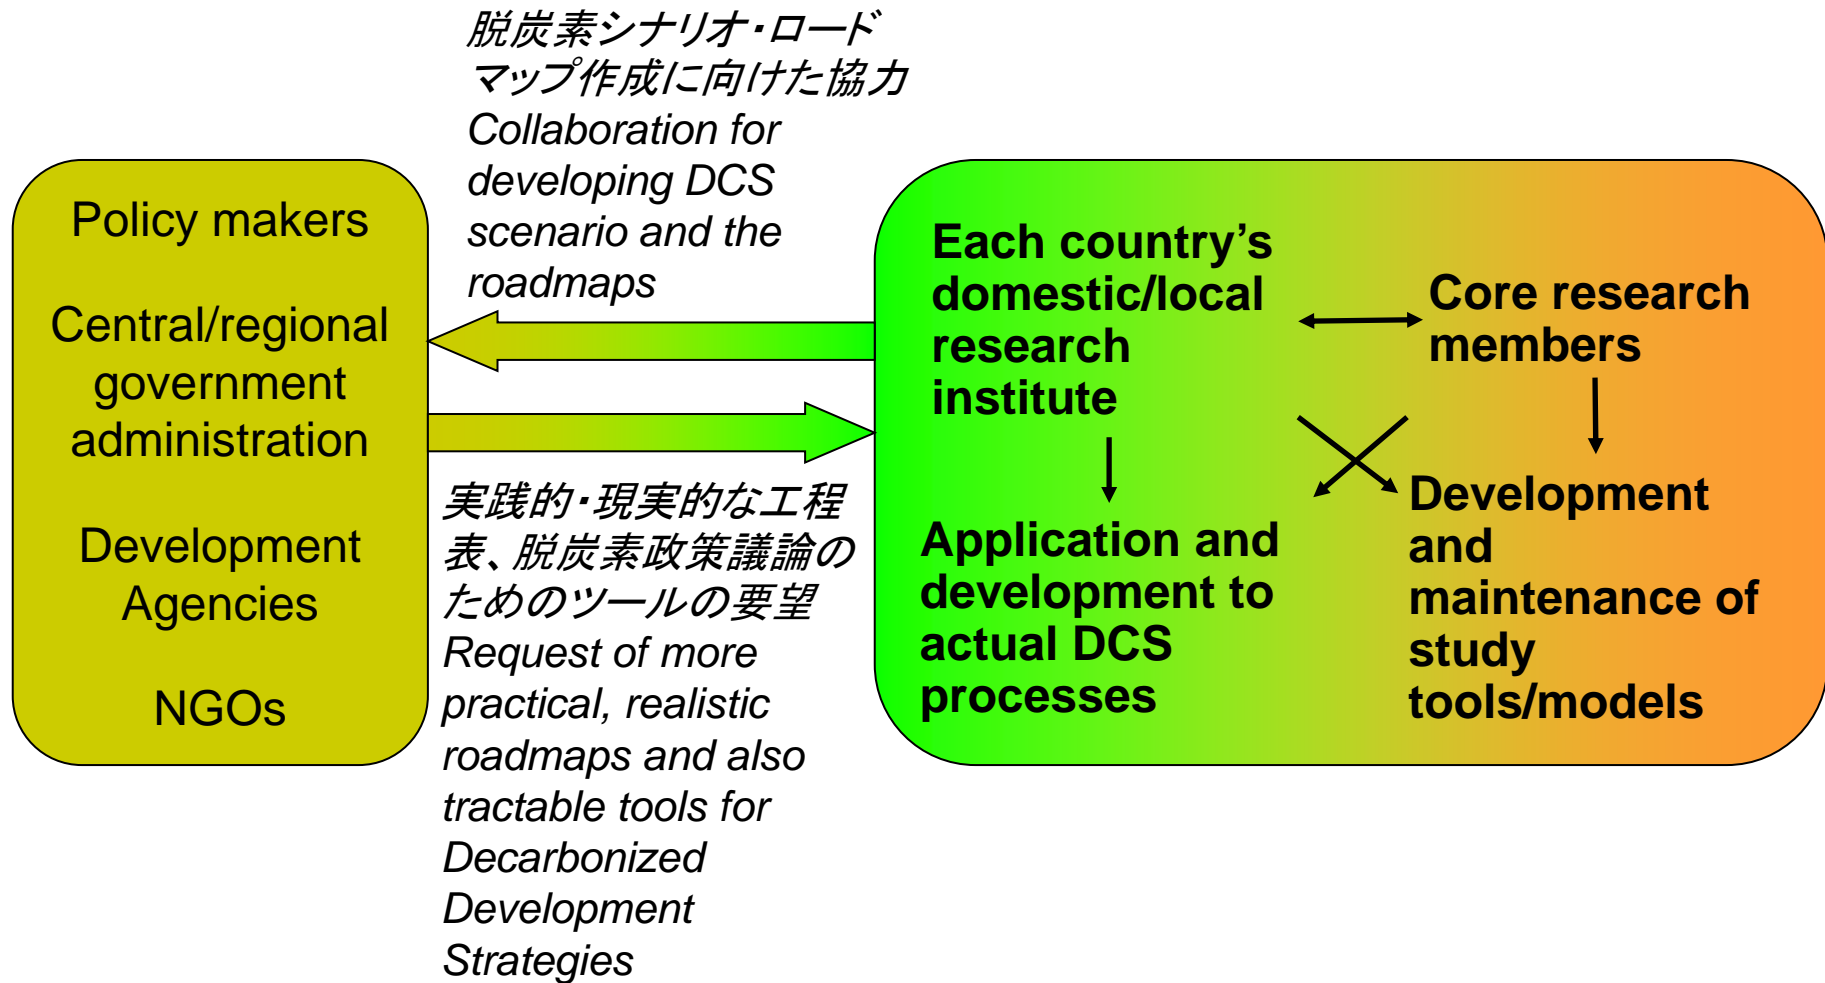 脱炭素シナリオ・ロード
マップ作成に向けた協力
Collaboration for
developing DCS
scenario and the
roadmaps
Policy makers
Central/regional
government
administration
Development
Agencies
NGOs
実践的・現実的な工程
表、脱炭素政策議論の
ためのツールの要望
Request of more
practical, realistic
roadmaps and also
tractable tools for
Decarbonized
Development
Strategies
Each country’s
domestic/local
research
institute
Core research
members
Application and
development to
actual DCS
processes
Development
and
maintenance of
study
tools/models